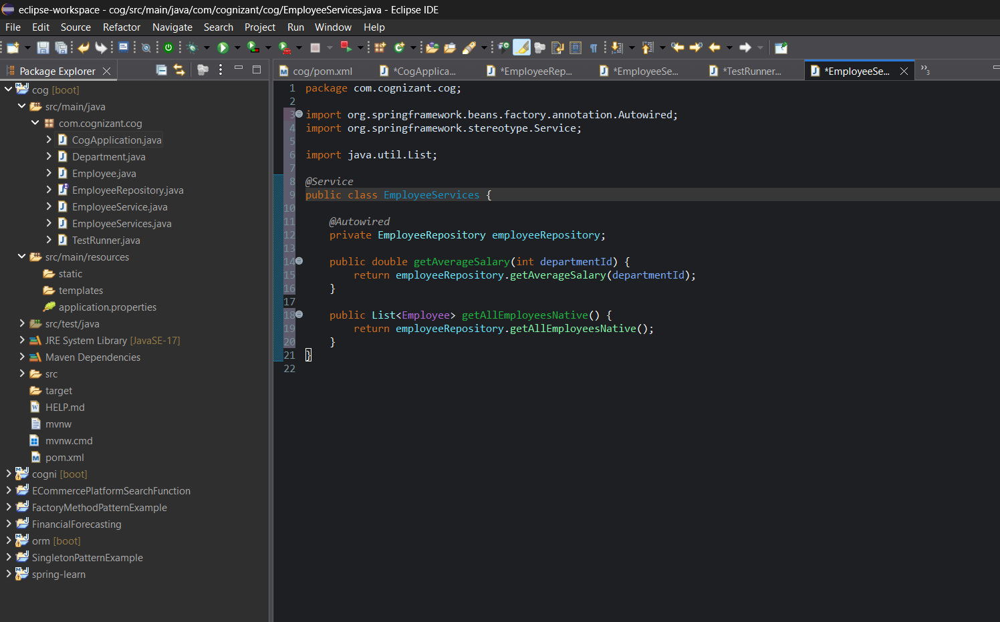 eclipse-workspace - cog/src/main/java/com/cognizant/cog/EmployeeServices.java - Eclipse IDE
File Edit Source Refactor Navigate Search Project Run Window Help
Package Explorer
cog [boot]
src/main/java
com.cognizant.cog
CogApplication.java
Department.java
Employee.java
EmployeeRepository.java
EmployeeService.java
EmployeeServices.java
TestRunner.java
src/main/resources
static
templates
application.properties
src/test/java
JRE System Library [JavaSE-17]
Maven Dependencies
src
target
HELP.md
mvnw
mvnw.cmd
pom.xml
cogni [boot]
ECommercePlatformSearchFunction
FactoryMethodPatternExample
FinancialForecasting
orm [boot]
SingletonPatternExample
spring-learn
cog/pom.xml *CogApplica... *EmployeeRep... *EmployeeSe... *TestRunner... *EmployeeSe... »3
1 package com.cognizant.cog;
2
3 import org.springframework.beans.factory.annotation.Autowired;
4 import org.springframework.stereotype.Service;
5
6 import java.util.List;
7
8 @Service
9 public class EmployeeServices {
10
11 @Autowired
12 private EmployeeRepository employeeRepository;
13
14 public double getAverageSalary(int departmentId) {
15 return employeeRepository.getAverageSalary(departmentId);
16 }
17
18 public List<Employee> getAllEmployeesNative() {
19 return employeeRepository.getAllEmployeesNative();
20 }
21 }
22